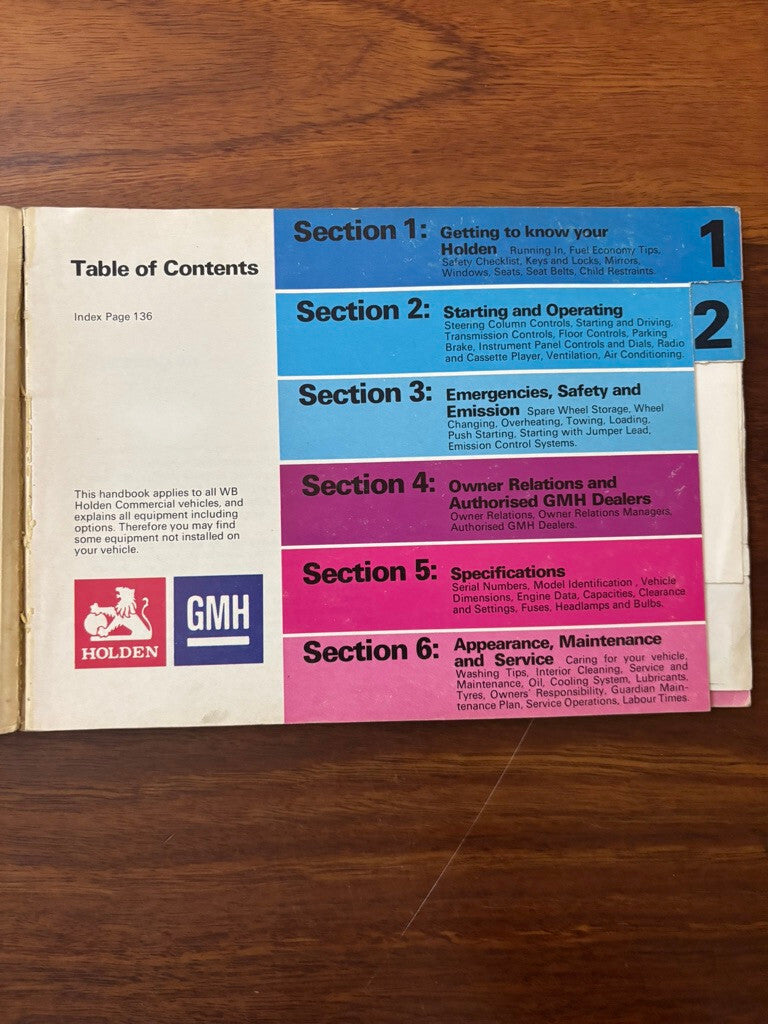 Table of Contents
Index Page 136
This handbook applies to all WB
Holden Commercial vehicles, and
explains all equipment including
options. Therefore you may find
some equipment not installed on
your vehicle.
HOLDEN
GMH
Section 1: Getting to know your
Holden Running In, Fuel Economy Tips,
Safety Checklist, Keys and Locks, Mirrors,
Windows, Seats, Seat Belts, Child Restraints.
1
Section 2: Starting and Operating
Steering Column Controls, Starting and Driving,
Transmission Controls, Floor Controls, Parking
Brake, Instrument Panel Controls and Dials, Radio
and Cassette Player, Ventilation, Air Conditioning.
2
Section 3: Emergencies, Safety and
Emission Spare Wheel Storage, Wheel
Changing, Overheating, Towing, Loading,
Push Starting, Starting with Jumper Lead,
Emission Control Systems.
Section 4: Owner Relations and
Authorised GMH Dealers
Owner Relations, Owner Relations Managers,
Authorised GMH Dealers.
Section 5: Specifications
Serial Numbers, Model Identification , Vehicle
Dimensions, Engine Data, Capacities, Clearance
and Settings, Fuses, Headlamps and Bulbs.
Section 6: Appearance, Maintenance
and Service Caring for your vehicle,
Washing Tips, Interior Cleaning, Service and
Maintenance, Oil, Cooling System, Lubricants,
Tyres, Owners' Responsibility, Guardian Main-
tenance Plan, Service Operations, Labour Times.